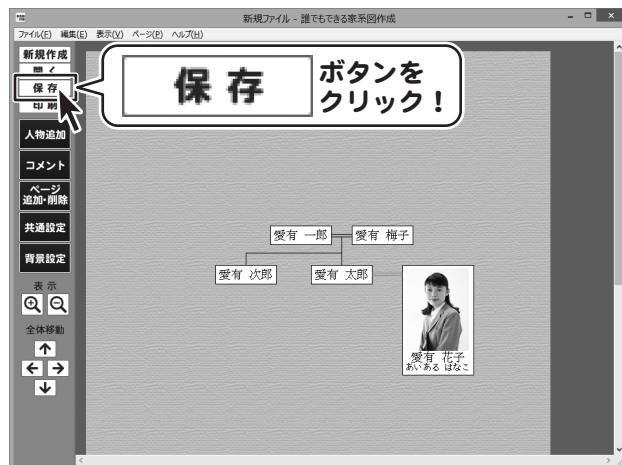 新規ファイル - 誰でもできる家系図作成
ファイル(F) 編集(E) 表示(V) ページ(P) ヘルプ(H)
新規作成
開く
保存
印刷
保存
ボタンを
クリック！
人物追加
コメント
ページ
追加・削除
共通設定
背景設定
表示
全体移動
愛有 一郎
愛有 梅子
愛有 次郎
愛有 太郎
愛有 花子
あいある はなこ